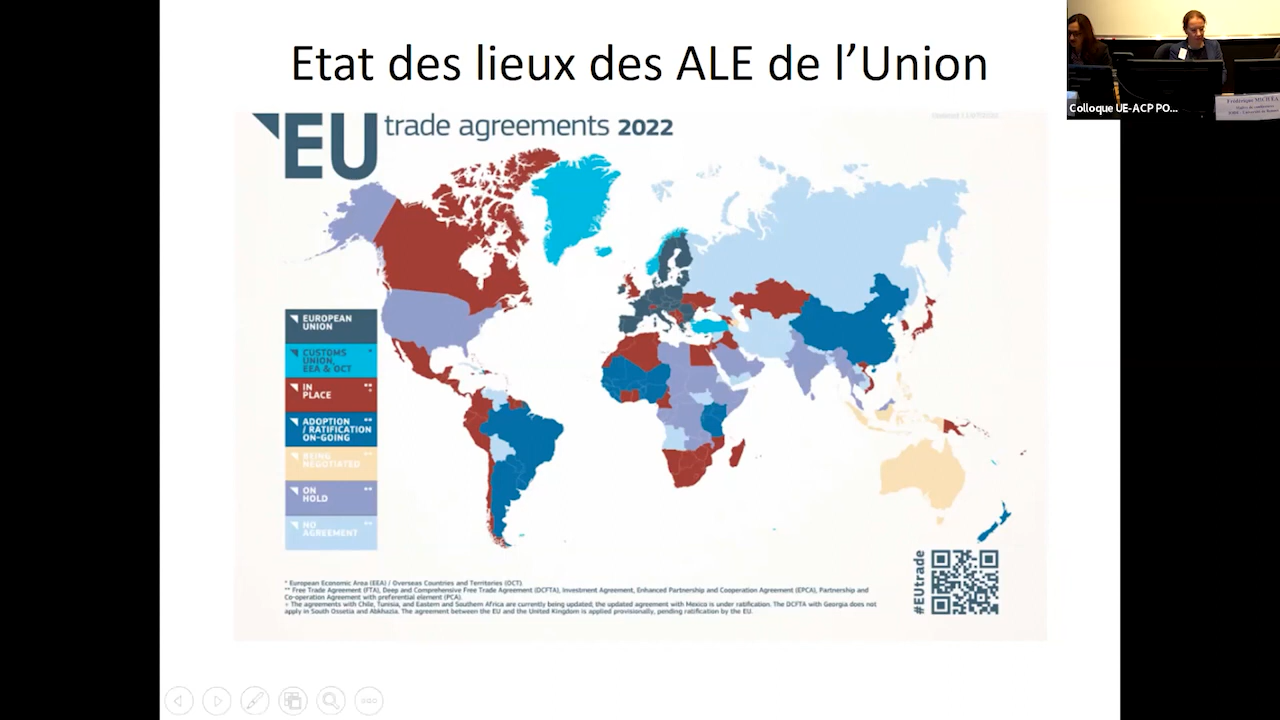 Etat des lieux des ALE de l’Union
EU trade agreements 2022
EUROPEAN
UNION
CUSTOMS *
UNION,
EEA & OCT
IN **
PLACE
ADOPTION **
/ RATIFICATION
ON-GOING
BEING
NEGOTIATED
ON **
HOLD
NO
AGREEMENT
* European Economic Area (EEA) / Overseas Countries and Territories (OCT)
** Free Trade Agreement (FTA), Deep and Comprehensive Free Trade Agreement (DCFTA), Investment Agreement, Enhanced Partnership and Cooperation Agreement (EPCA), Partnership and
Co-operation Agreement with preferential element (PCA).
The agreements with Chile, Tunisia, and Eastern and Southern Africa are currently being updated, the updated agreement with Mexico is under ratification. The DCFTA with Georgia does not
apply in South Ossetia and Abkhazia. The agreement between the EU and the United Kingdom is applied provisionally, pending ratification by the EU.
#EUtrade
Colloque UE-ACP PO...